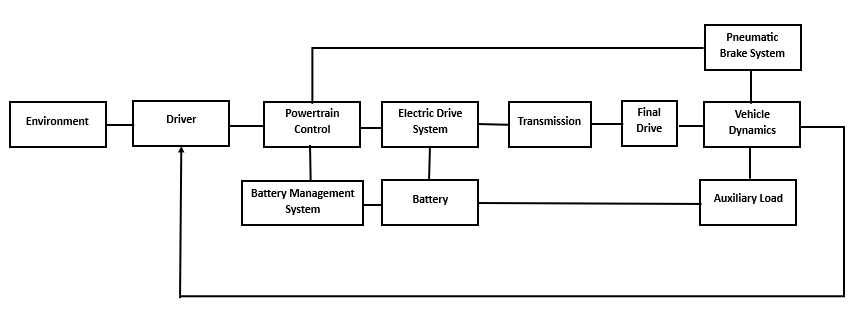 Pneumatic
Brake System
Environment
Driver
Powertrain
Control
Electric Drive
System
Transmission
Final
Drive
Vehicle
Dynamics
Battery Management
System
Battery
Auxiliary Load